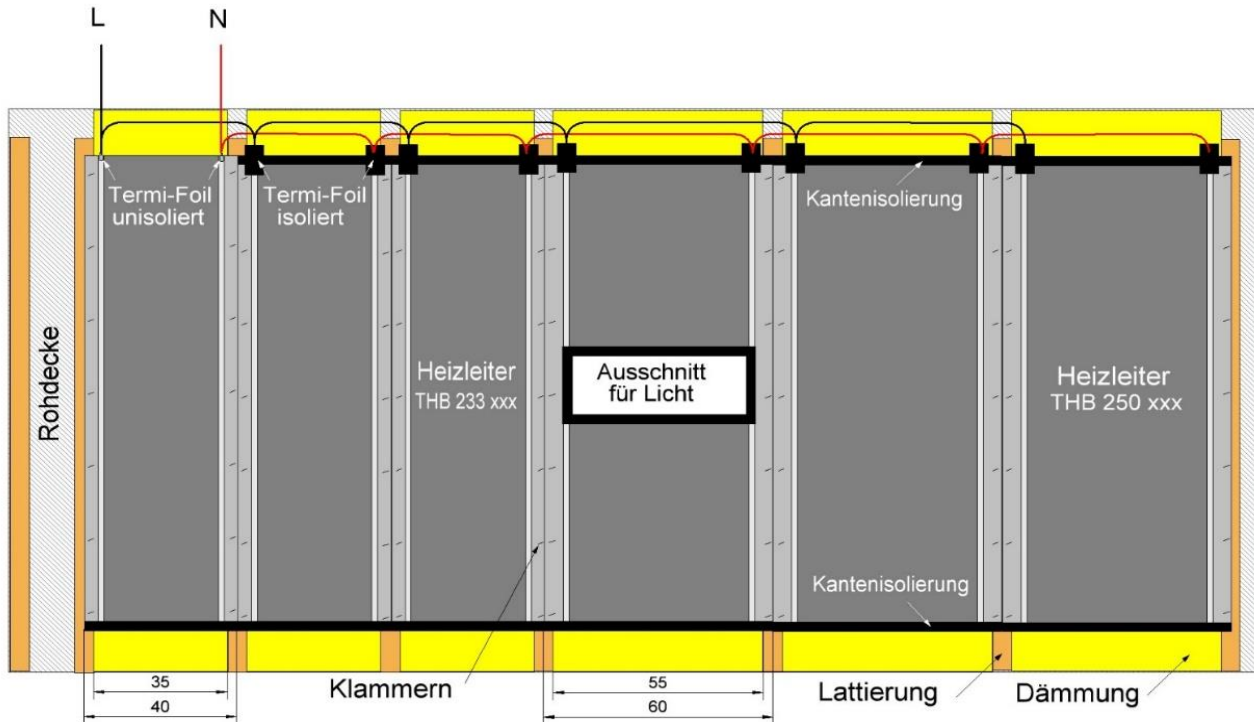 L
N
Termi-Foil
unisoliert
Termi-Foil
isoliert
Kantenisolierung
Rohdecke
Heizleiter
THB 233 xxx
Ausschnitt
für Licht
Heizleiter
THB 250 xxx
Kantenisolierung
35
40
Klammern
55
60
Lattierung
Dämmung